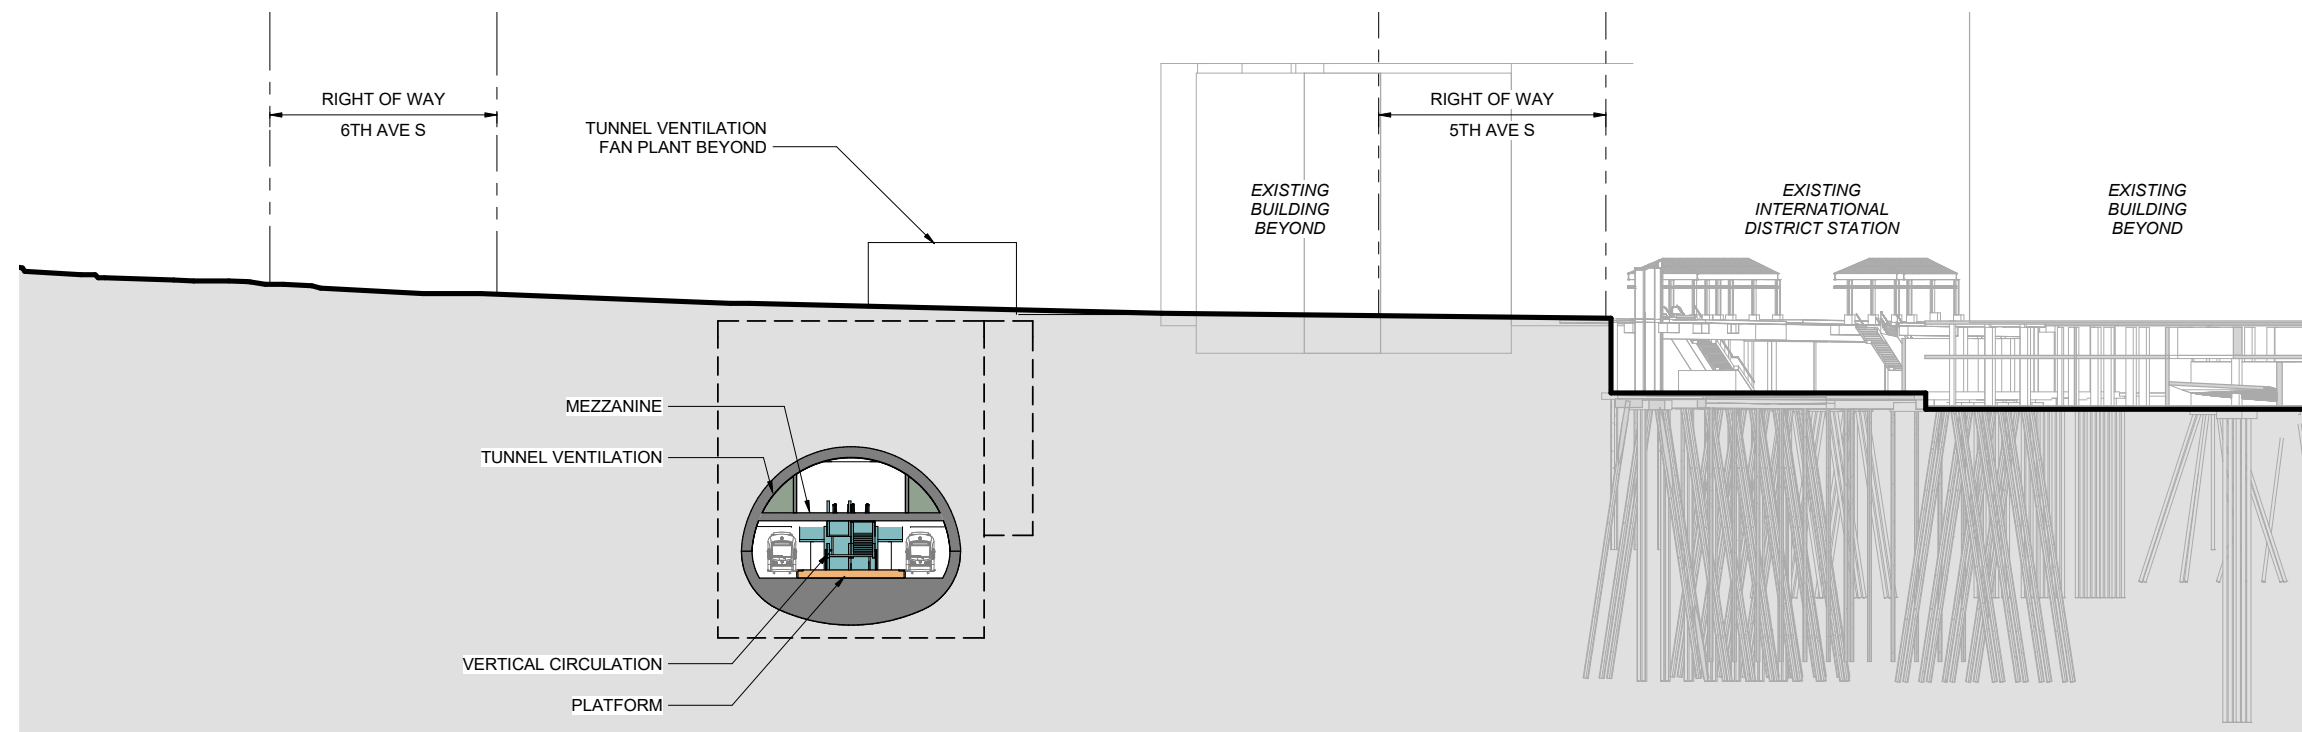 RIGHT OF WAY
6TH AVE S
TUNNEL VENTILATION
FAN PLANT BEYOND
RIGHT OF WAY
5TH AVE S
EXISTING
BUILDING
BEYOND
EXISTING
INTERNATIONAL
DISTRICT STATION
EXISTING
BUILDING
BEYOND
MEZZANINE
TUNNEL VENTILATION
VERTICAL CIRCULATION
PLATFORM